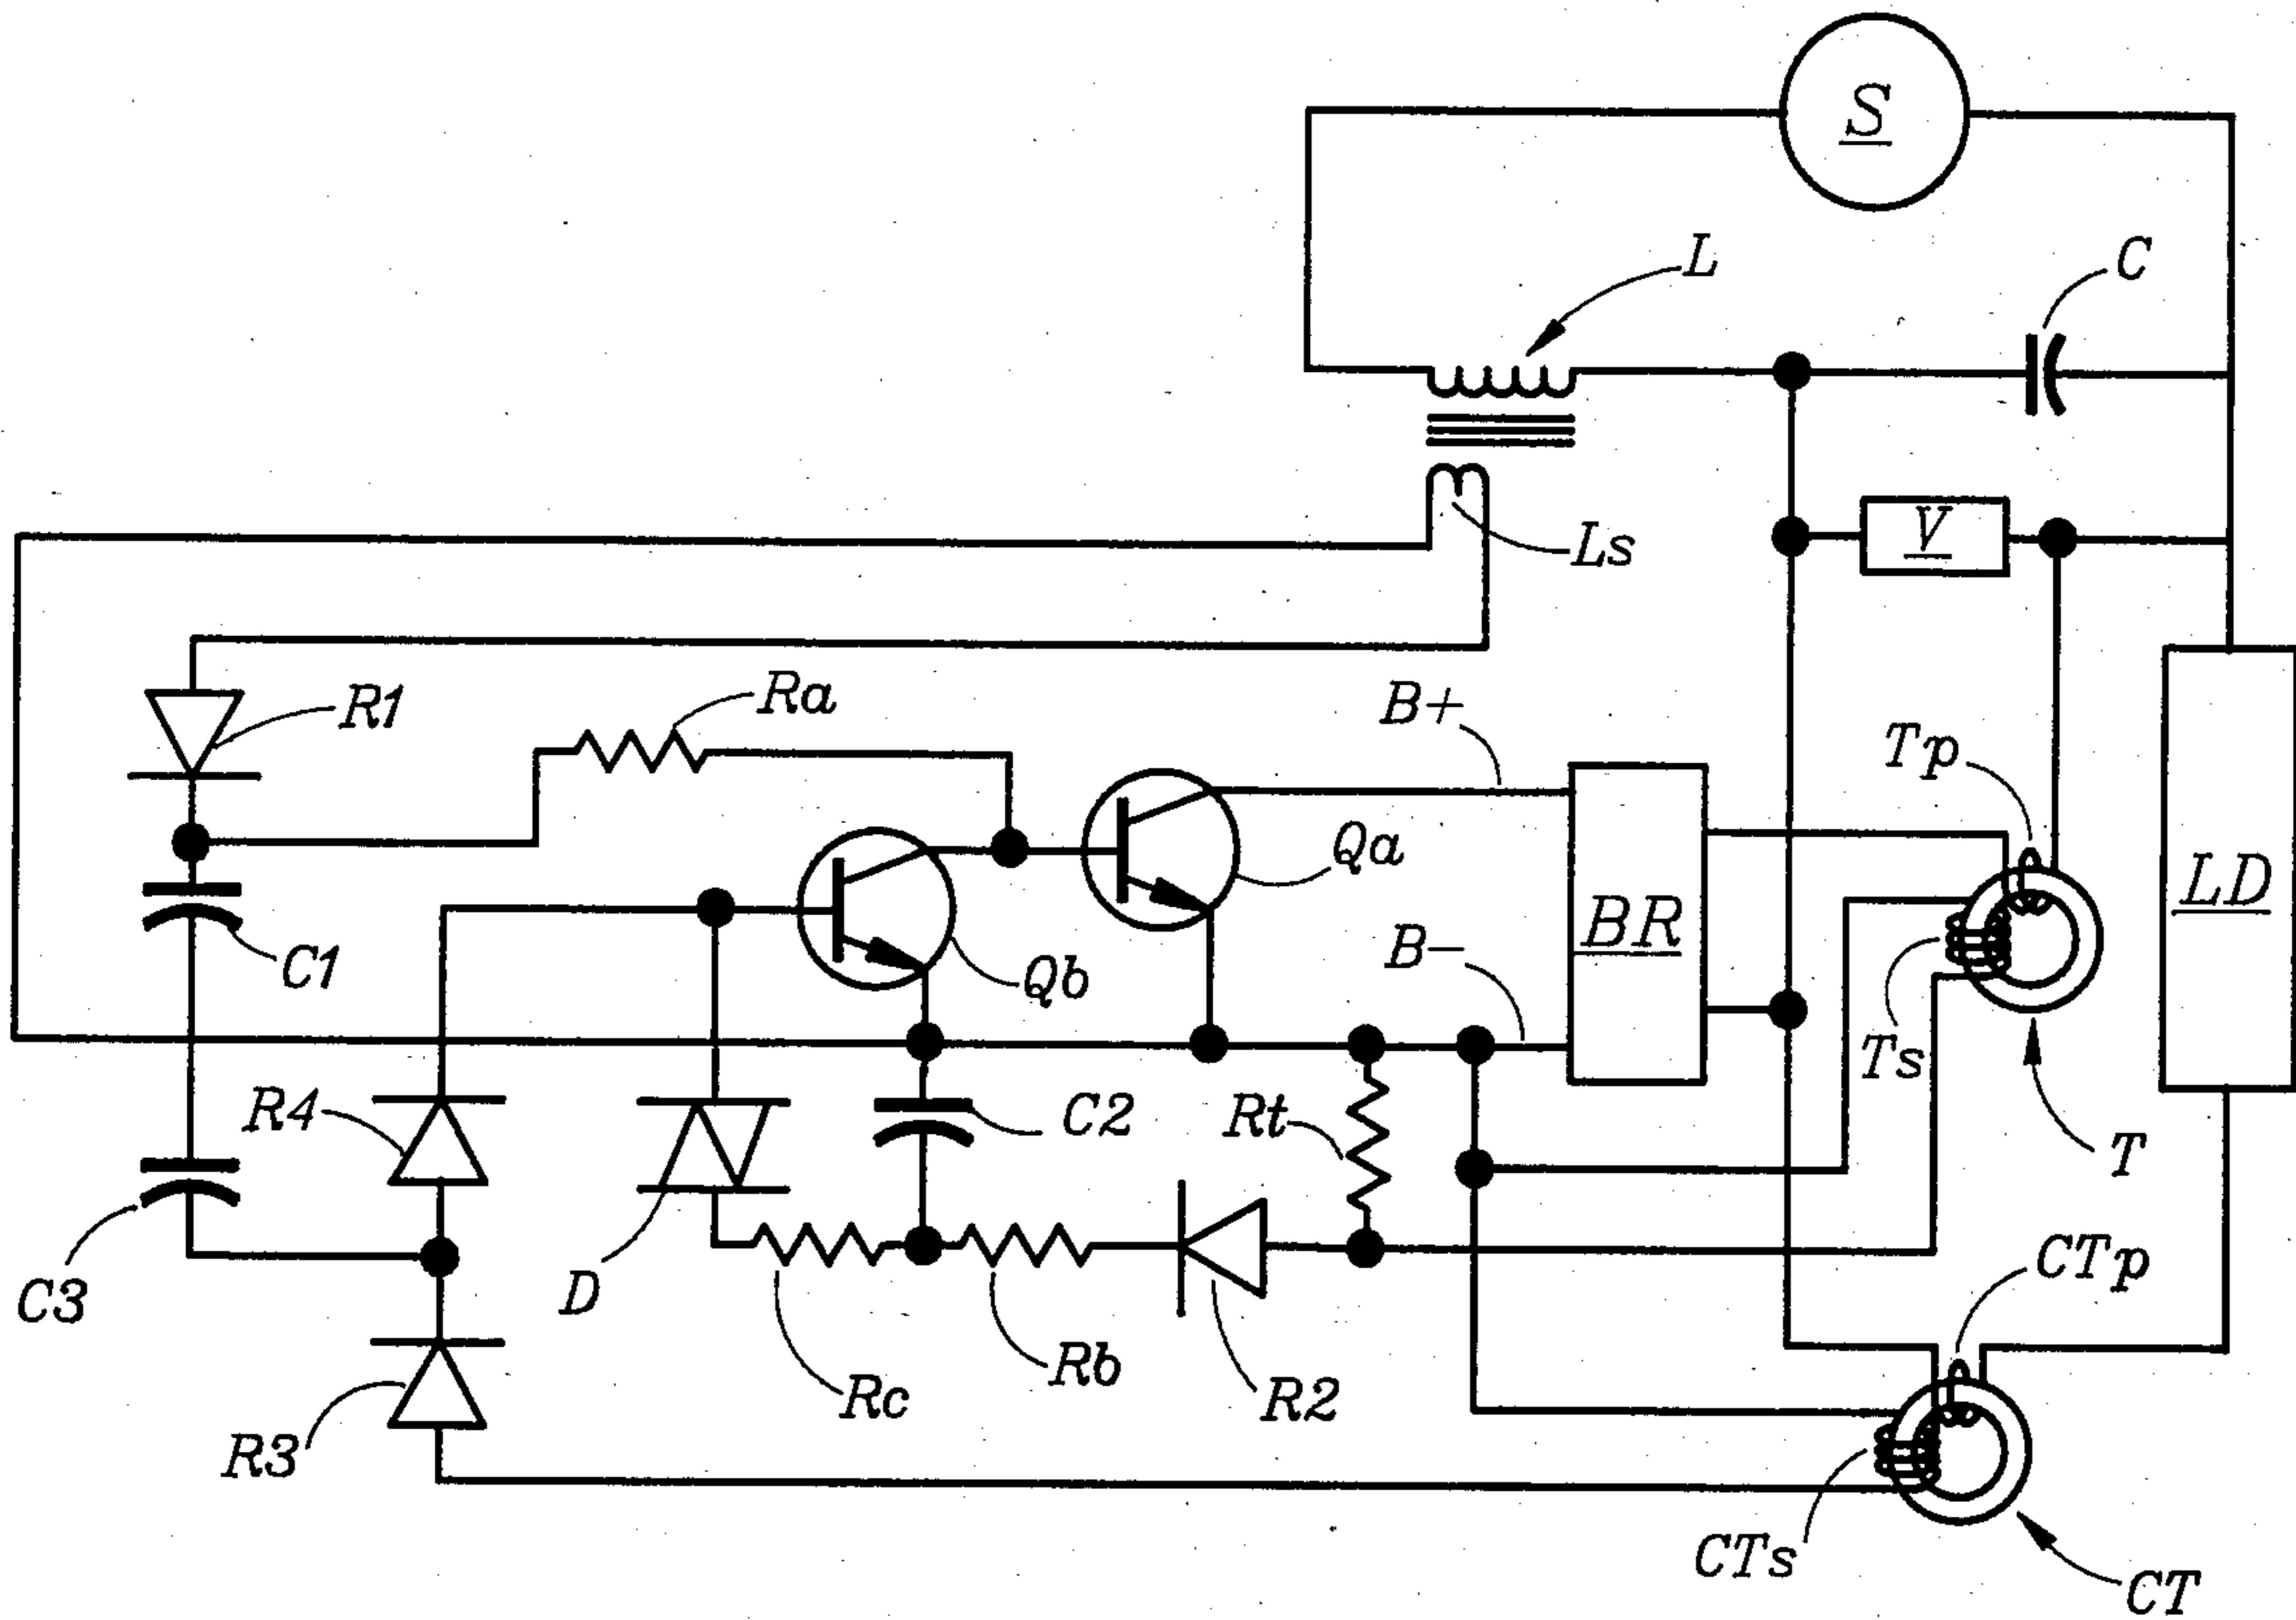 S
L
C
V
Ls
R1
Ra
B+
Tp
Qa
BR
LD
C1
Qb
B-
Ts
R4
C2
Rt
T
C3
D
CTp
Rc
Rb
R2
R3
CTs
CT